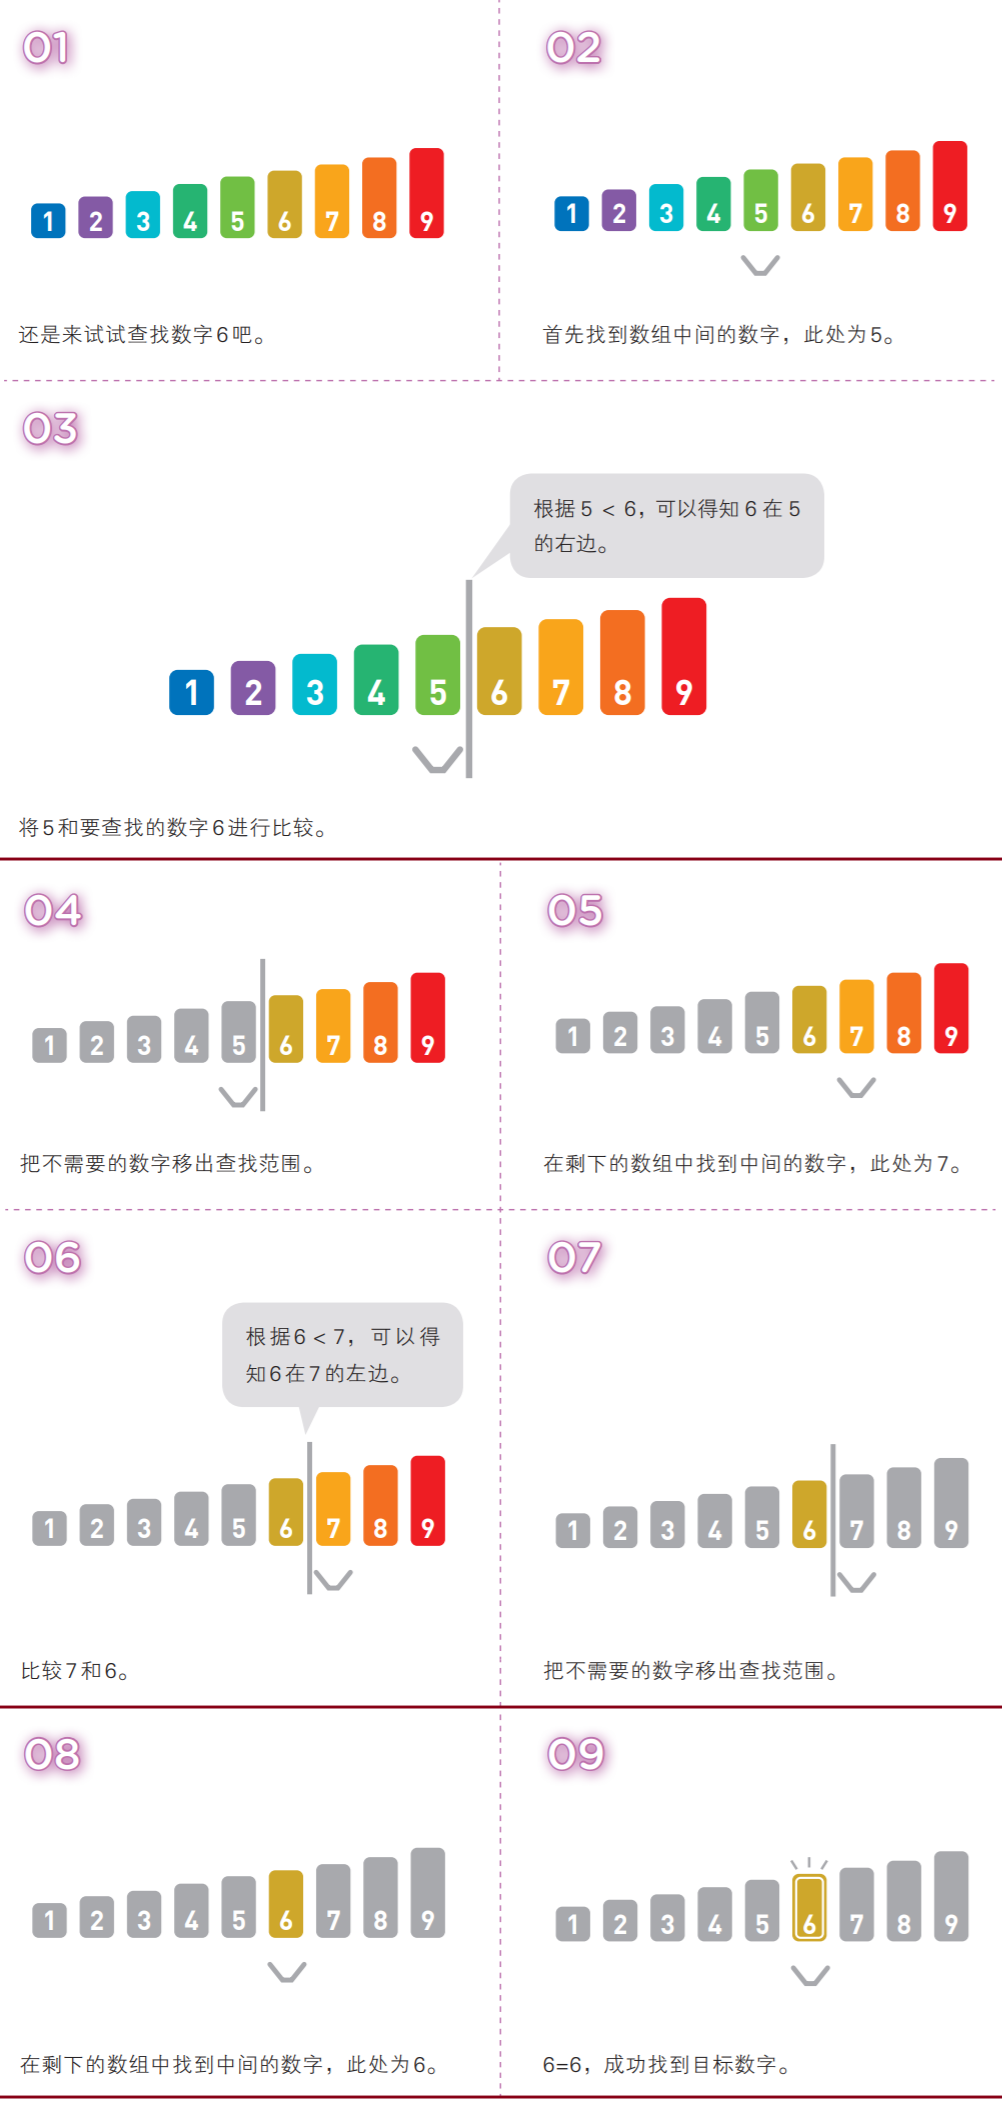 01
1 2 3 4 5 6 7 8 9
还是来试试查找数字6吧。
02
1 2 3 4 5 6 7 8 9
首先找到数组中间的数字，此处为5。
03
根据5 < 6，可以得知6在5
的右边。
1 2 3 4 5 6 7 8 9
将5和要查找的数字6进行比较。
04
1 2 3 4 5 6 7 8 9
把不需要的数字移出查找范围。
05
1 2 3 4 5 6 7 8 9
在剩下的数组中找到中间的数字，此处为7。
06
根据6 < 7，可以得
知6在7的左边。
1 2 3 4 5 6 7 8 9
比较7和6。
07
1 2 3 4 5 6 7 8 9
把不需要的数字移出查找范围。
08
1 2 3 4 5 6 7 8 9
在剩下的数组中找到中间的数字，此处为6。
09
1 2 3 4 5 6 7 8 9
6=6，成功找到目标数字。